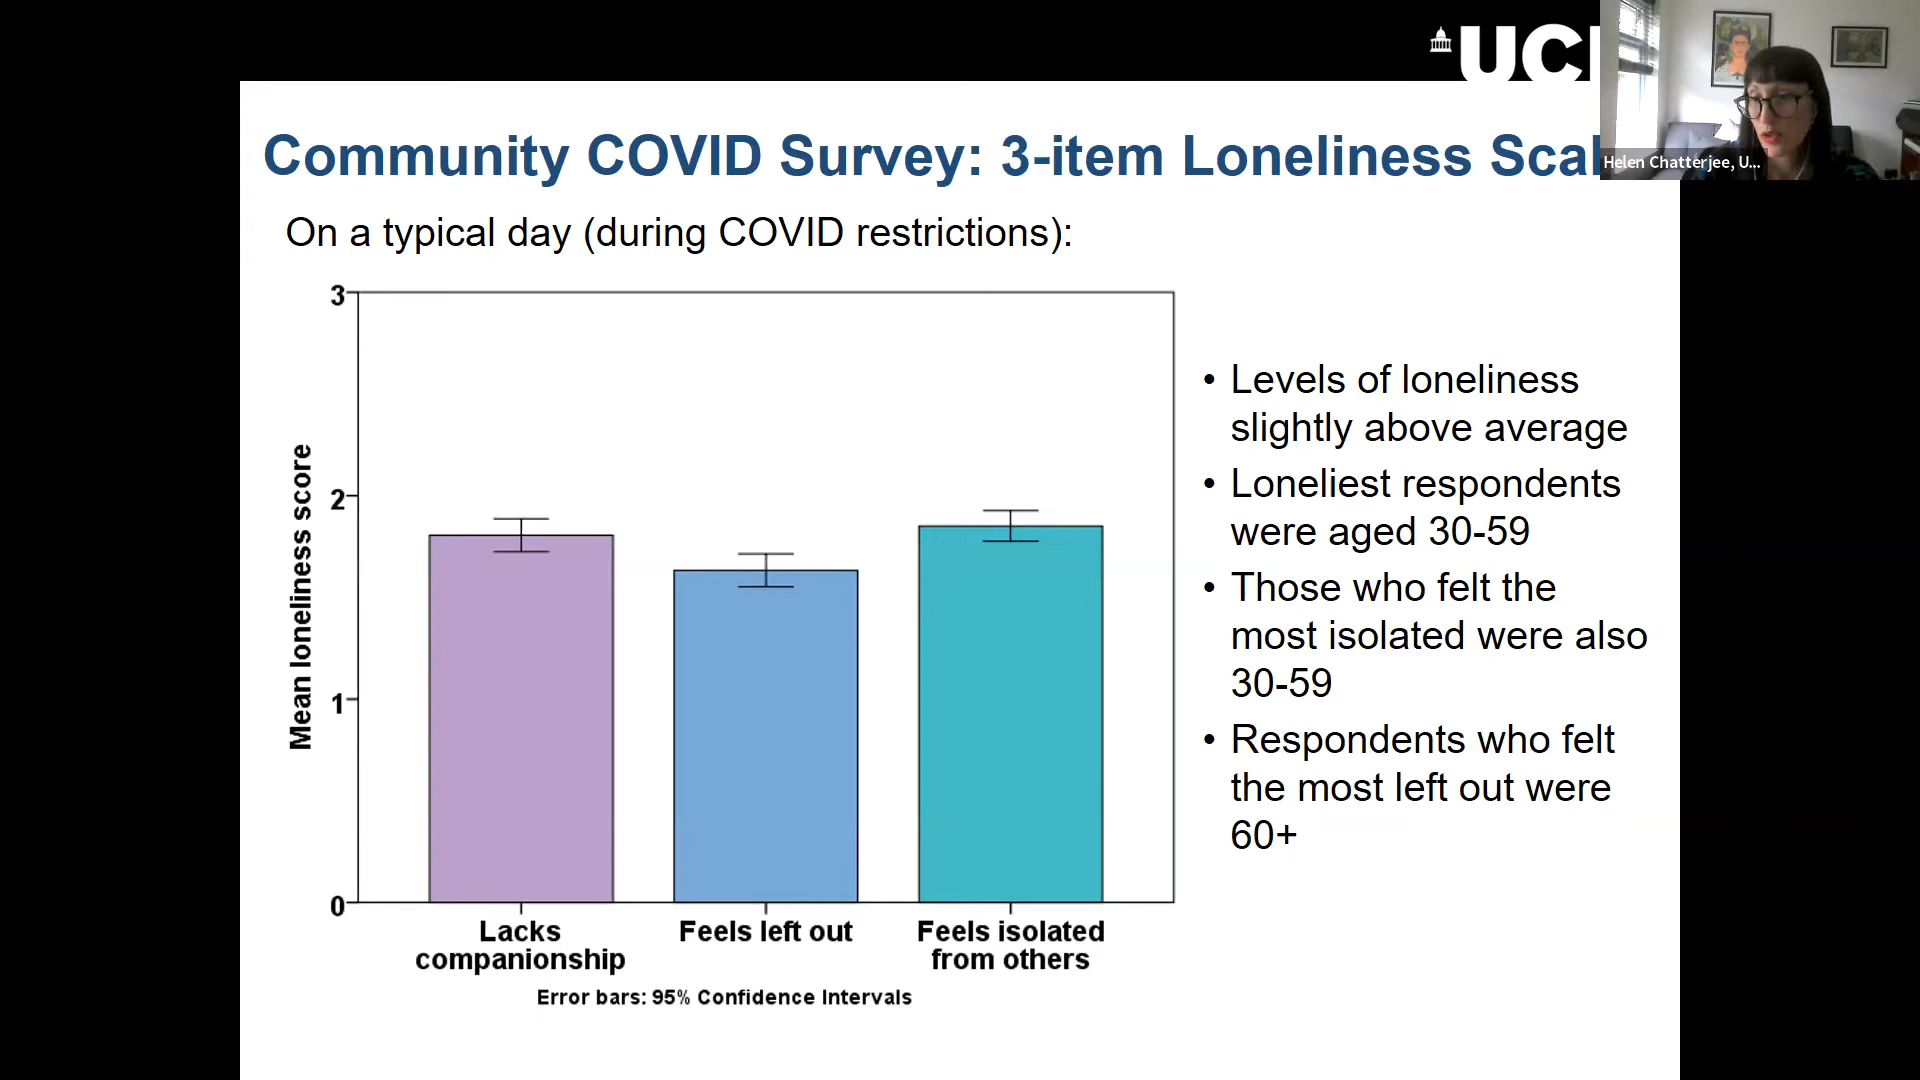 UCL
Community COVID Survey: 3-item Loneliness Scal
Helen Chatterjee, U...
On a typical day (during COVID restrictions):
3
2
1
0
Mean loneliness score
Lacks
companionship
Feels left out
Feels isolated
from others
Error bars: 95% Confidence Intervals
• Levels of loneliness
slightly above average
• Loneliest respondents
were aged 30-59
• Those who felt the
most isolated were also
30-59
• Respondents who felt
the most left out were
60+